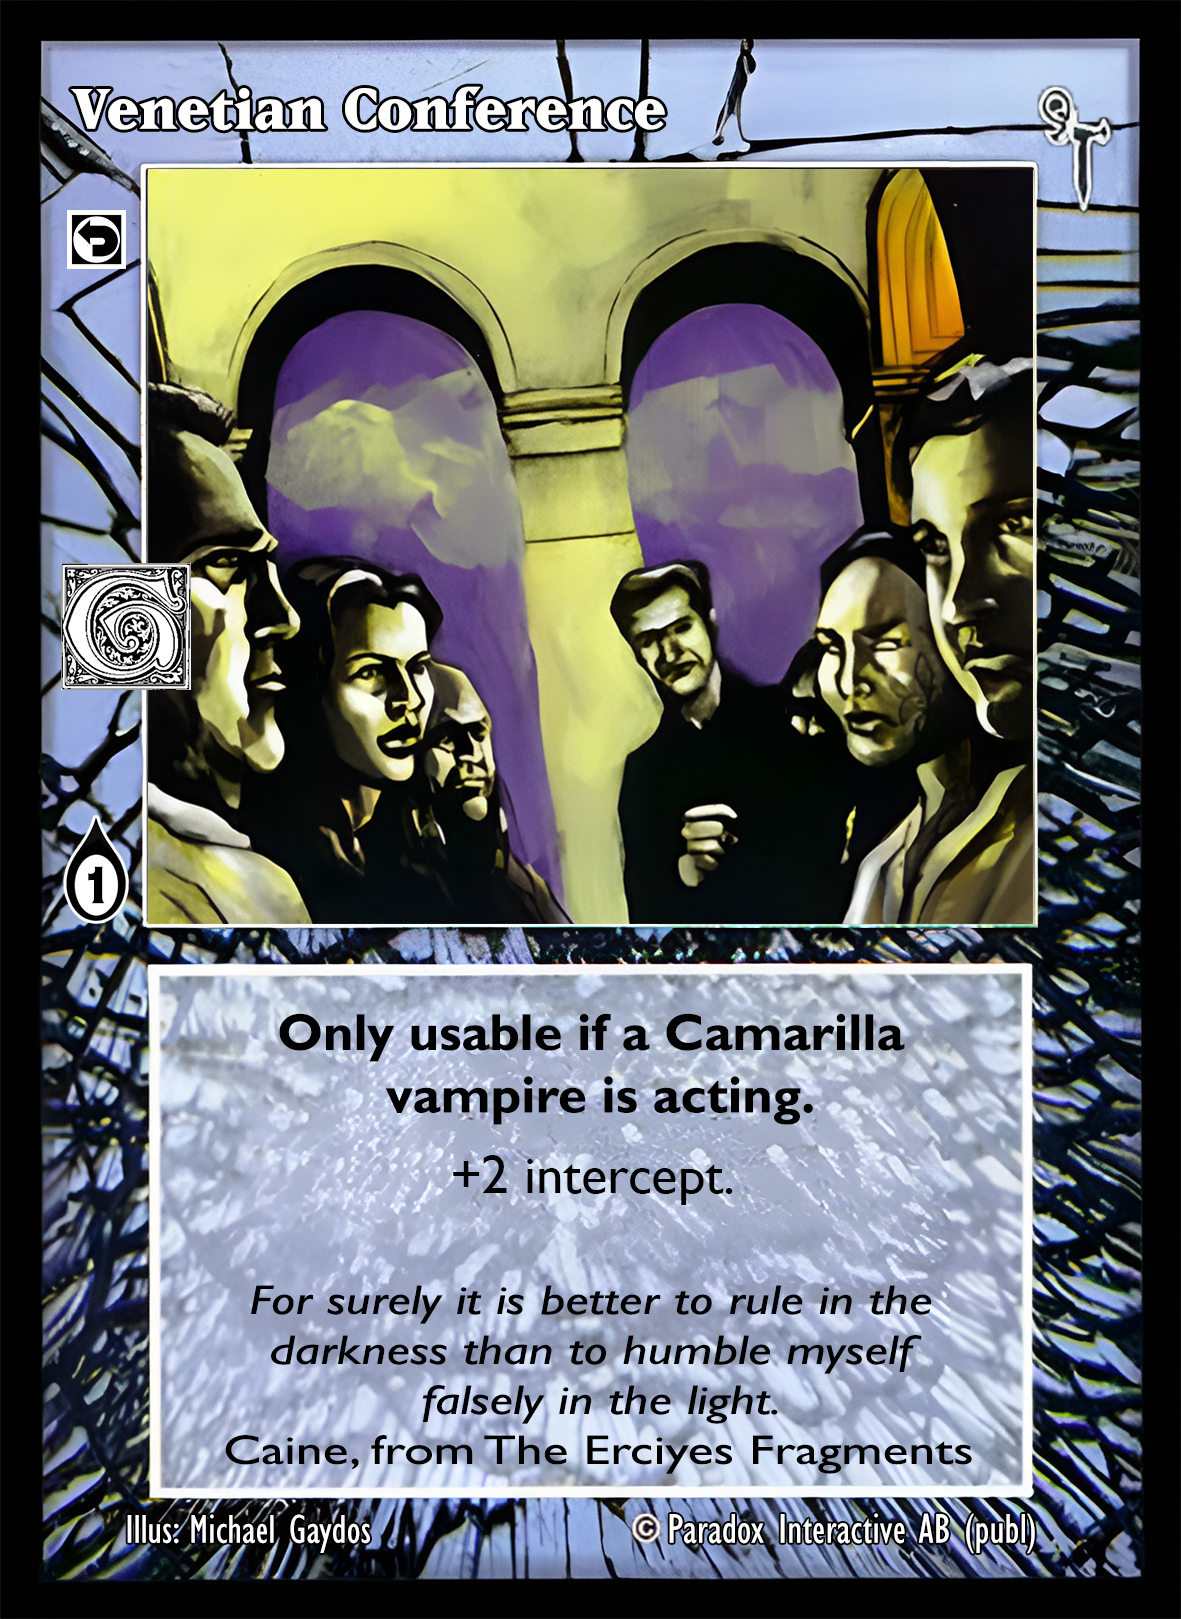 Venetian Conference
G
1
Only usable if a Camarilla
vampire is acting.
+2 intercept.
For surely it is better to rule in the
darkness than to humble myself
falsely in the light.
Caine, from The Erciyes Fragments
Illus: Michael Gaydos
© Paradox Interactive AB (publ)